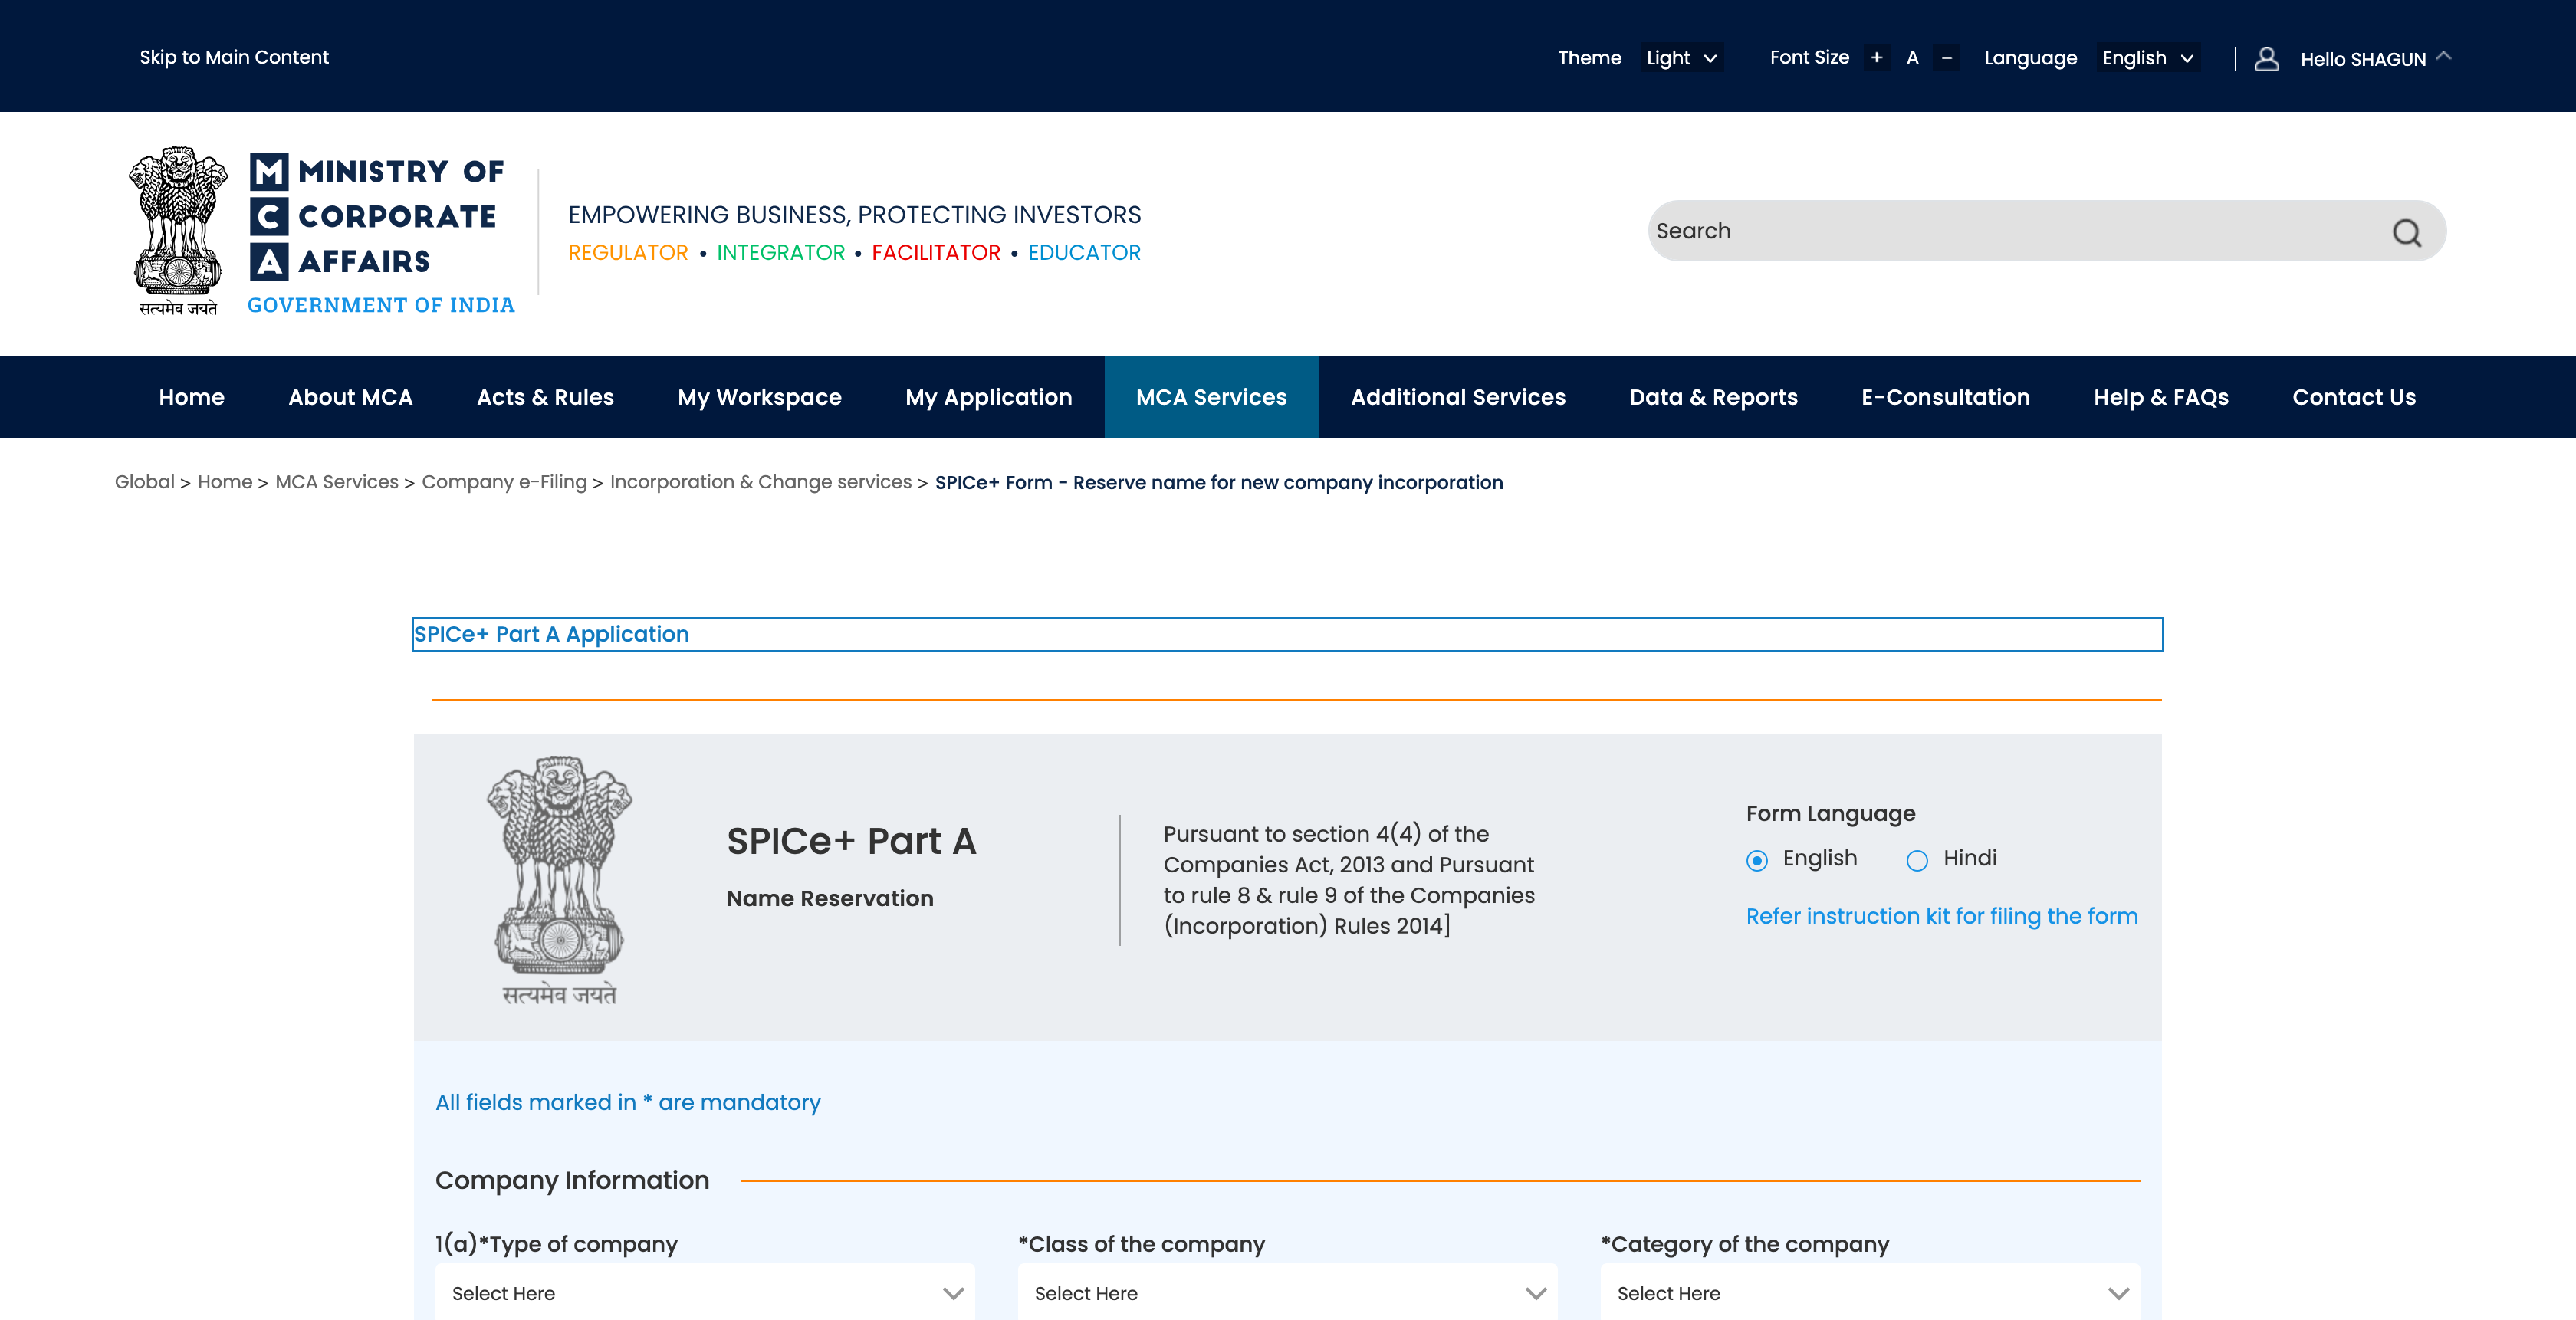 Skip to Main Content
Theme Light Font Size + A - Language English Hello SHAGUN
सत्यमेव जयते
M MINISTRY OF
C CORPORATE
A AFFAIRS
GOVERNMENT OF INDIA
EMPOWERING BUSINESS, PROTECTING INVESTORS
REGULATOR • INTEGRATOR • FACILITATOR • EDUCATOR
Search
Home About MCA Acts & Rules My Workspace My Application MCA Services Additional Services Data & Reports E-Consultation Help & FAQs Contact Us
Global > Home > MCA Services > Company e-Filing > Incorporation & Change services > SPICe+ Form - Reserve name for new company incorporation
SPICe+ Part A Application
सत्यमेव जयते
SPICe+ Part A
Name Reservation
Pursuant to section 4(4) of the
Companies Act, 2013 and Pursuant
to rule 8 & rule 9 of the Companies
(Incorporation) Rules 2014]
Form Language
English Hindi
Refer instruction kit for filing the form
All fields marked in * are mandatory
Company Information
1(a)*Type of company *Class of the company *Category of the company
Select Here Select Here Select Here